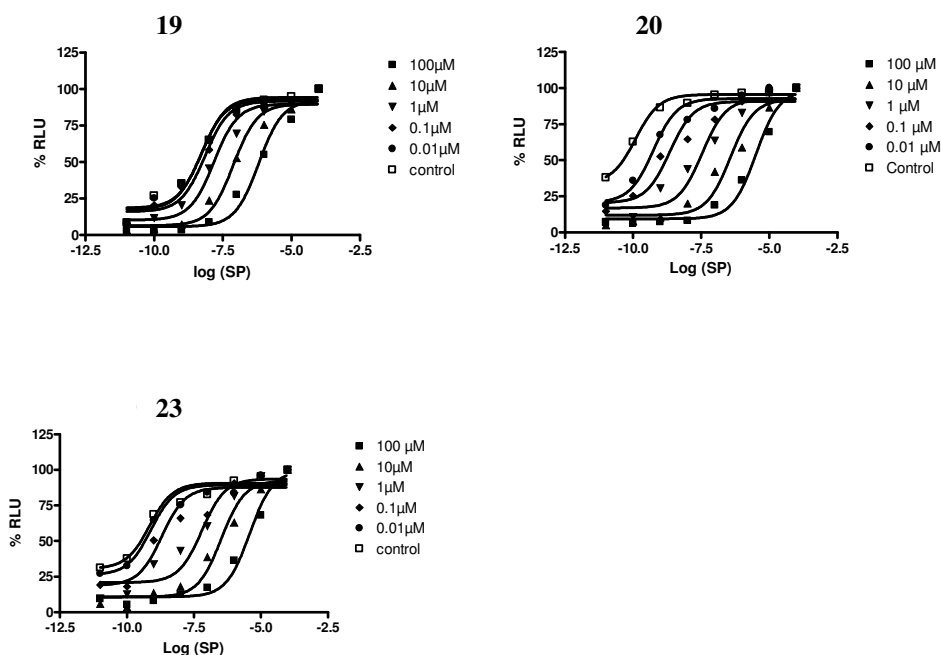 19
125
100
75
50
25
0
% RLU
-12.5 -10.0 -7.5 -5.0 -2.5
log (SP)
100µM
10µM
1µM
0.1µM
0.01µM
control
20
125
100
75
50
25
0
% RLU
-12.5 -10.0 -7.5 -5.0 -2.5
Log (SP)
100 µM
10 µM
1 µM
0.1 µM
0.01 µM
Control
23
125
100
75
50
25
0
% RLU
-12.5 -10.0 -7.5 -5.0 -2.5
Log (SP)
100 µM
10µM
1µM
0.1µM
0.01µM
control